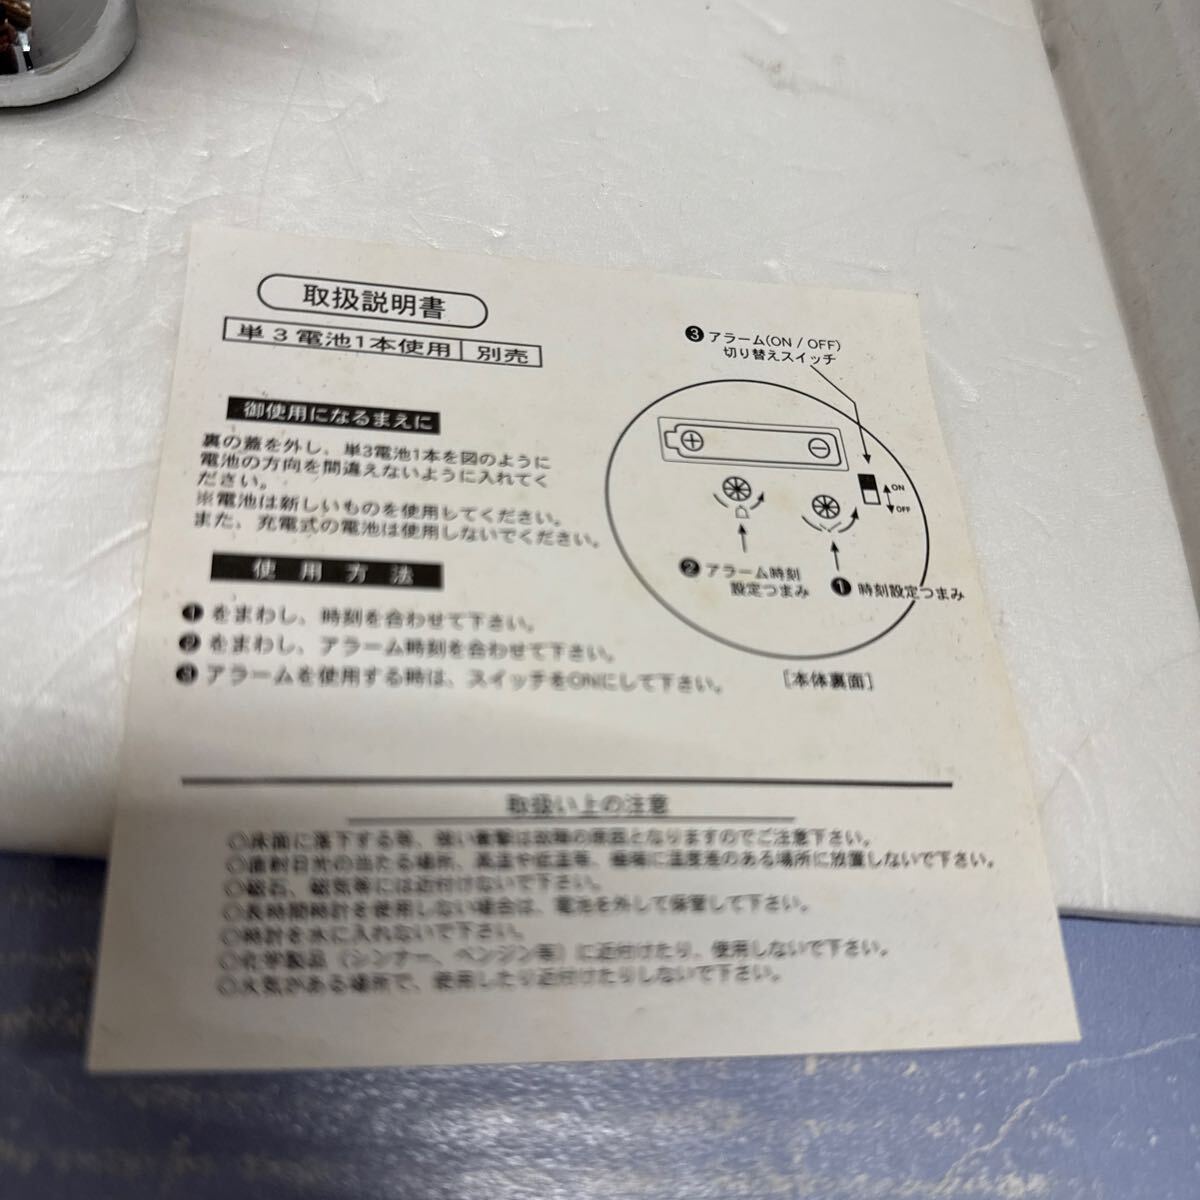 取扱説明書
単3電池1本使用 別売
御使用になるまえに
裏の蓋を外し、単3電池1本を図のように
電池の方向を間違えないように入れてく
ださい。
※電池は新しいものを使用してください。
また、充電式の電池は使用しないでください。
使用方法
❶をまわし、時刻を合わせて下さい。
❷をまわし、アラーム時刻を合わせて下さい。
❸アラームを使用する時は、スイッチをONにして下さい。
❸アラーム(ON / OFF)
切り替えスイッチ
ON
OFF
❷アラーム時刻
設定つまみ
❶時刻設定つまみ
[本体裏面]
取扱い上の注意
○床面に落下する等、強い衝撃は故障の原因となりますのでご注意下さい。
○直射日光の当たる場所、高温や低温等、極端に温度差のある場所に放置しないで下さい。
○磁石、磁気等には近付けないで下さい。
○長時間時計を使用しない場合は、電池を外して保管して下さい。
○時計を水に入れないで下さい。
○化学製品(シンナー、ベンジン等)に近付けたり、使用しないで下さい。
○火気がある場所で、使用したり近付けたりしないで下さい。